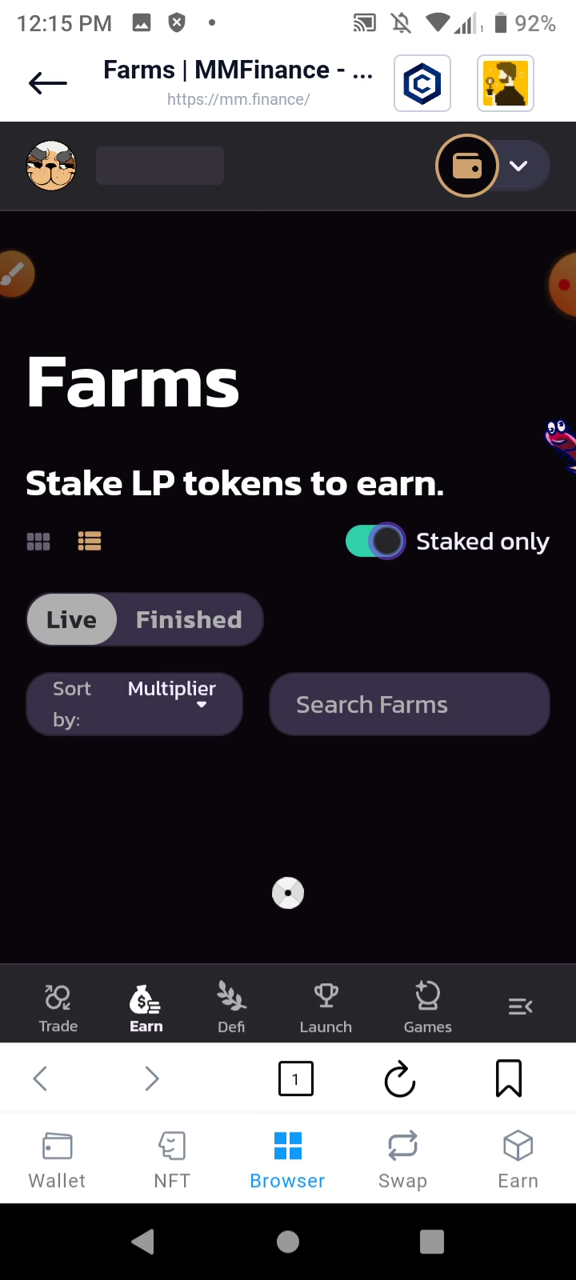 12:15 PM
92%
Farms | MMFinance - ...
https://mm.finance/
Farms
Stake LP tokens to earn.
Staked only
Live Finished
Sort by: Multiplier
Search Farms
Trade Earn Defi Launch Games
1
Wallet NFT Browser Swap Earn